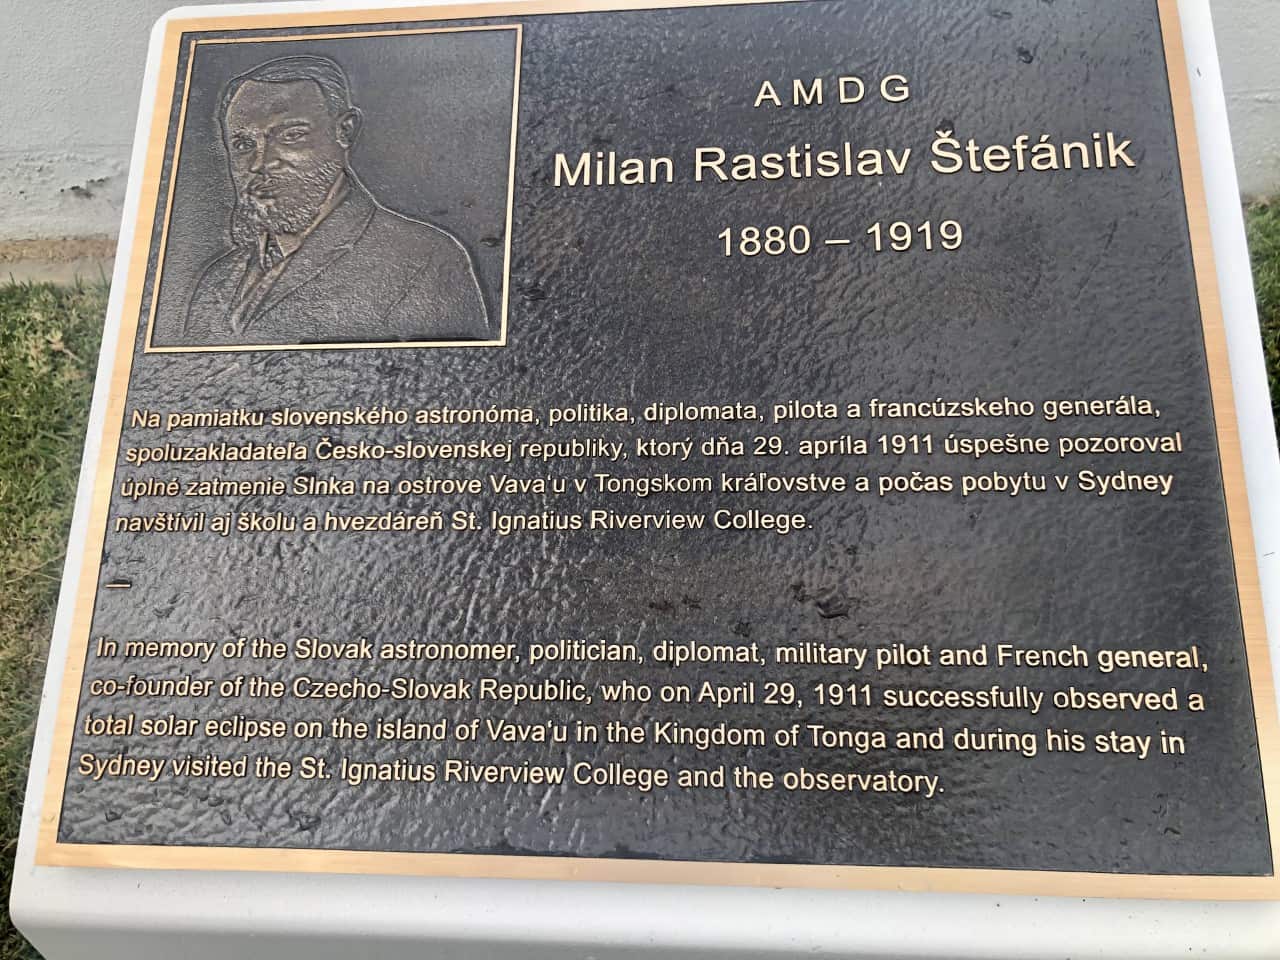 A M D G
Milan Rastislav Štefánik
1880 – 1919
Na pamiatku slovenského astronóma, politika, diplomata, pilota a francúzskeho generála,
spoluzakladateľa Česko-slovenskej republiky, ktorý dňa 29. apríla 1911 úspešne pozoroval
úplné zatmenie Slnka na ostrove Vava‘u v Tongskom kráľovstve a počas pobytu v Sydney
navštívil aj školu a hvezdáreň St. Ignatius Riverview College.
—
In memory of the Slovak astronomer, politician, diplomat, military pilot and French general,
co-founder of the Czecho-Slovak Republic, who on April 29, 1911 successfully observed a
total solar eclipse on the island of Vava‘u in the Kingdom of Tonga and during his stay in
Sydney visited the St. Ignatius Riverview College and the observatory.